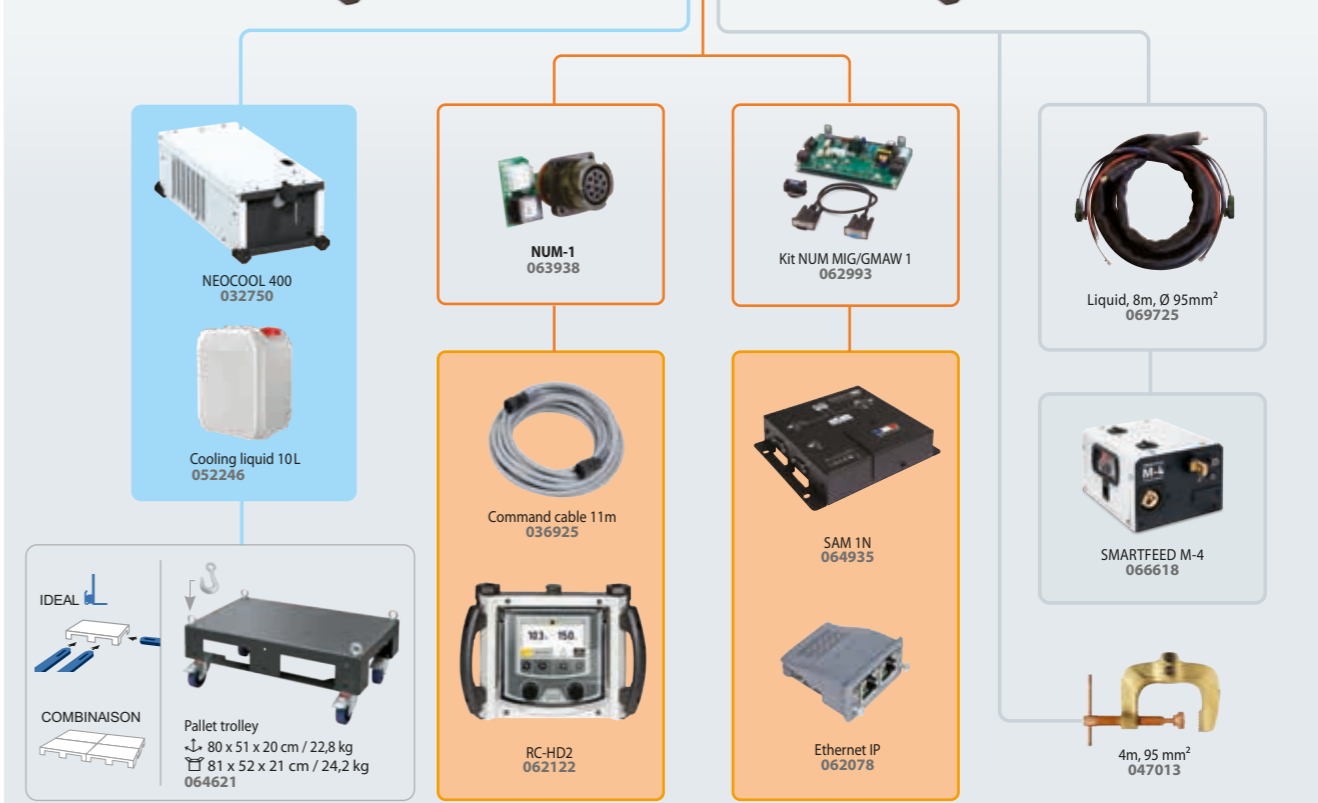 NEOCOOL 400
032750
Cooling liquid 10L
052246
IDEAL
COMBINAISON
Pallet trolley
80 x 51 x 20 cm / 22,8 kg
81 x 52 x 21 cm / 24,2 kg
064621
NUM-1
063938
Command cable 11m
036925
RC-HD2
062122
Kit NUM MIG/GMAW 1
062993
SAM 1N
064935
Ethernet IP
062078
Liquid, 8m, Ø 95mm²
069725
M-4
SMARTFEED M-4
066618
4m, 95 mm²
047013